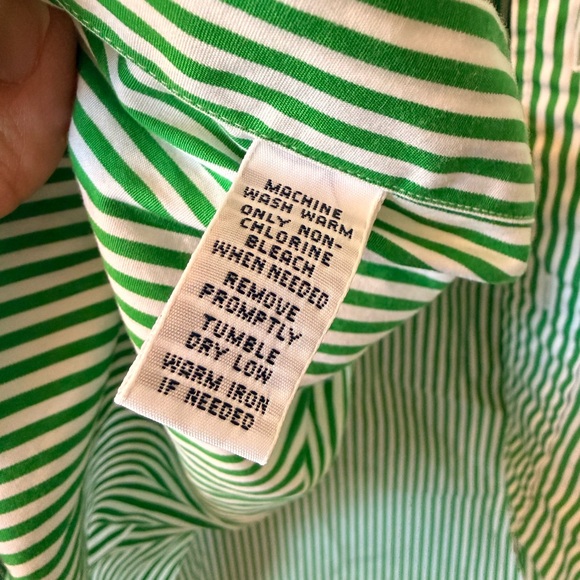 MACHINE
WASH WARM
ONLY NON-
CHLORINE
BLEACH
WHEN NEEDED
REMOVE
PROMPTLY
TUMBLE
DRY LOW
WARM IRON
IF NEEDED